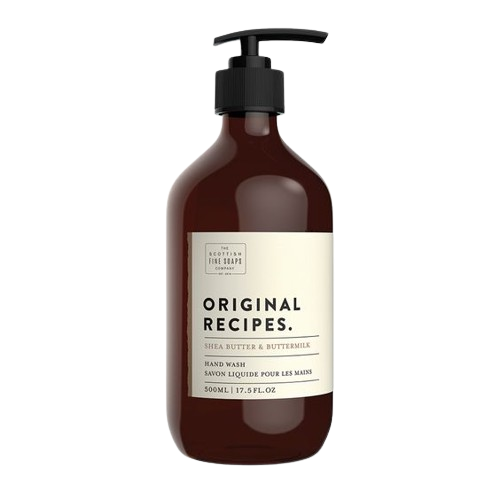 THE
SCOTTISH
FINE SOAPS
COMPANY
ORIGINAL
RECIPES.
SHEA BUTTER & BUTTERMILK
HAND WASH
SAVON LIQUIDE POUR LES MAINS
500ML | 17.5 FL.OZ